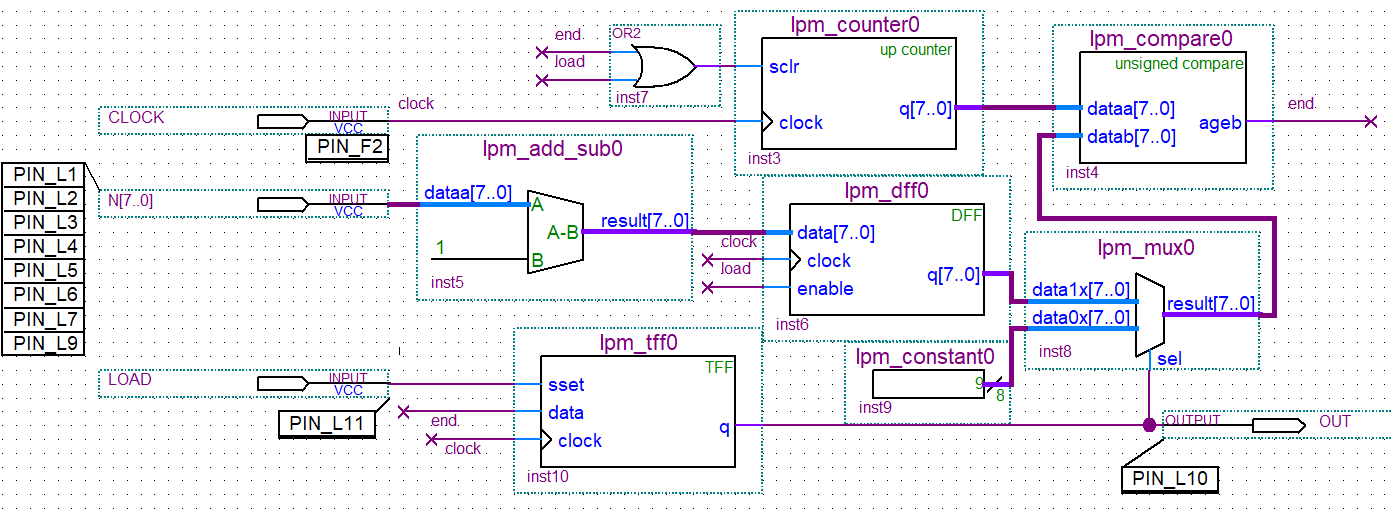 lpm_counter0
up counter
sclr
q[7..0]
clock
inst3
end
load
OR2
inst7
lpm_compare0
unsigned compare
dataa[7..0]
datab[7..0]
ageb
inst4
end
CLOCK
INPUT
VCC
clock
PIN_F2
PIN_L1
PIN_L2
PIN_L3
PIN_L4
PIN_L5
PIN_L6
PIN_L7
PIN_L9
N[7..0]
INPUT
VCC
lpm_add_sub0
dataa[7..0]
A
A-B
B
1
result[7..0]
inst5
lpm_dff0
DFF
data[7..0]
clock
clock
load
enable
q[7..0]
inst6
lpm_mux0
data1x[7..0]
data0x[7..0]
result[7..0]
sel
inst8
lpm_constant0
9
8
inst9
LOAD
INPUT
VCC
PIN_L11
lpm_tff0
TFF
sset
data
end
clock
clock
q
inst10
OUTPUT
OUT
PIN_L10